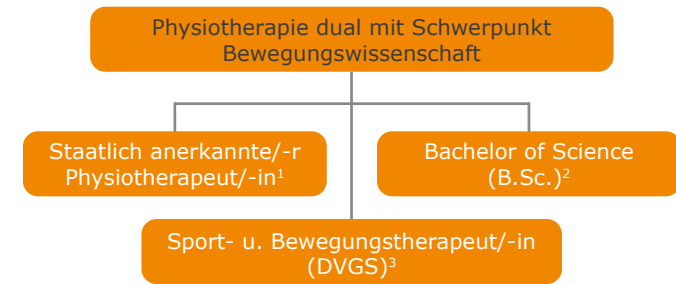 Physiotherapie dual mit Schwerpunkt
Bewegungswissenschaft
Staatlich anerkannte/-r
Physiotherapeut/-in¹
Bachelor of Science
(B.Sc.)²
Sport- u. Bewegungstherapeut/-in
(DVGS)³